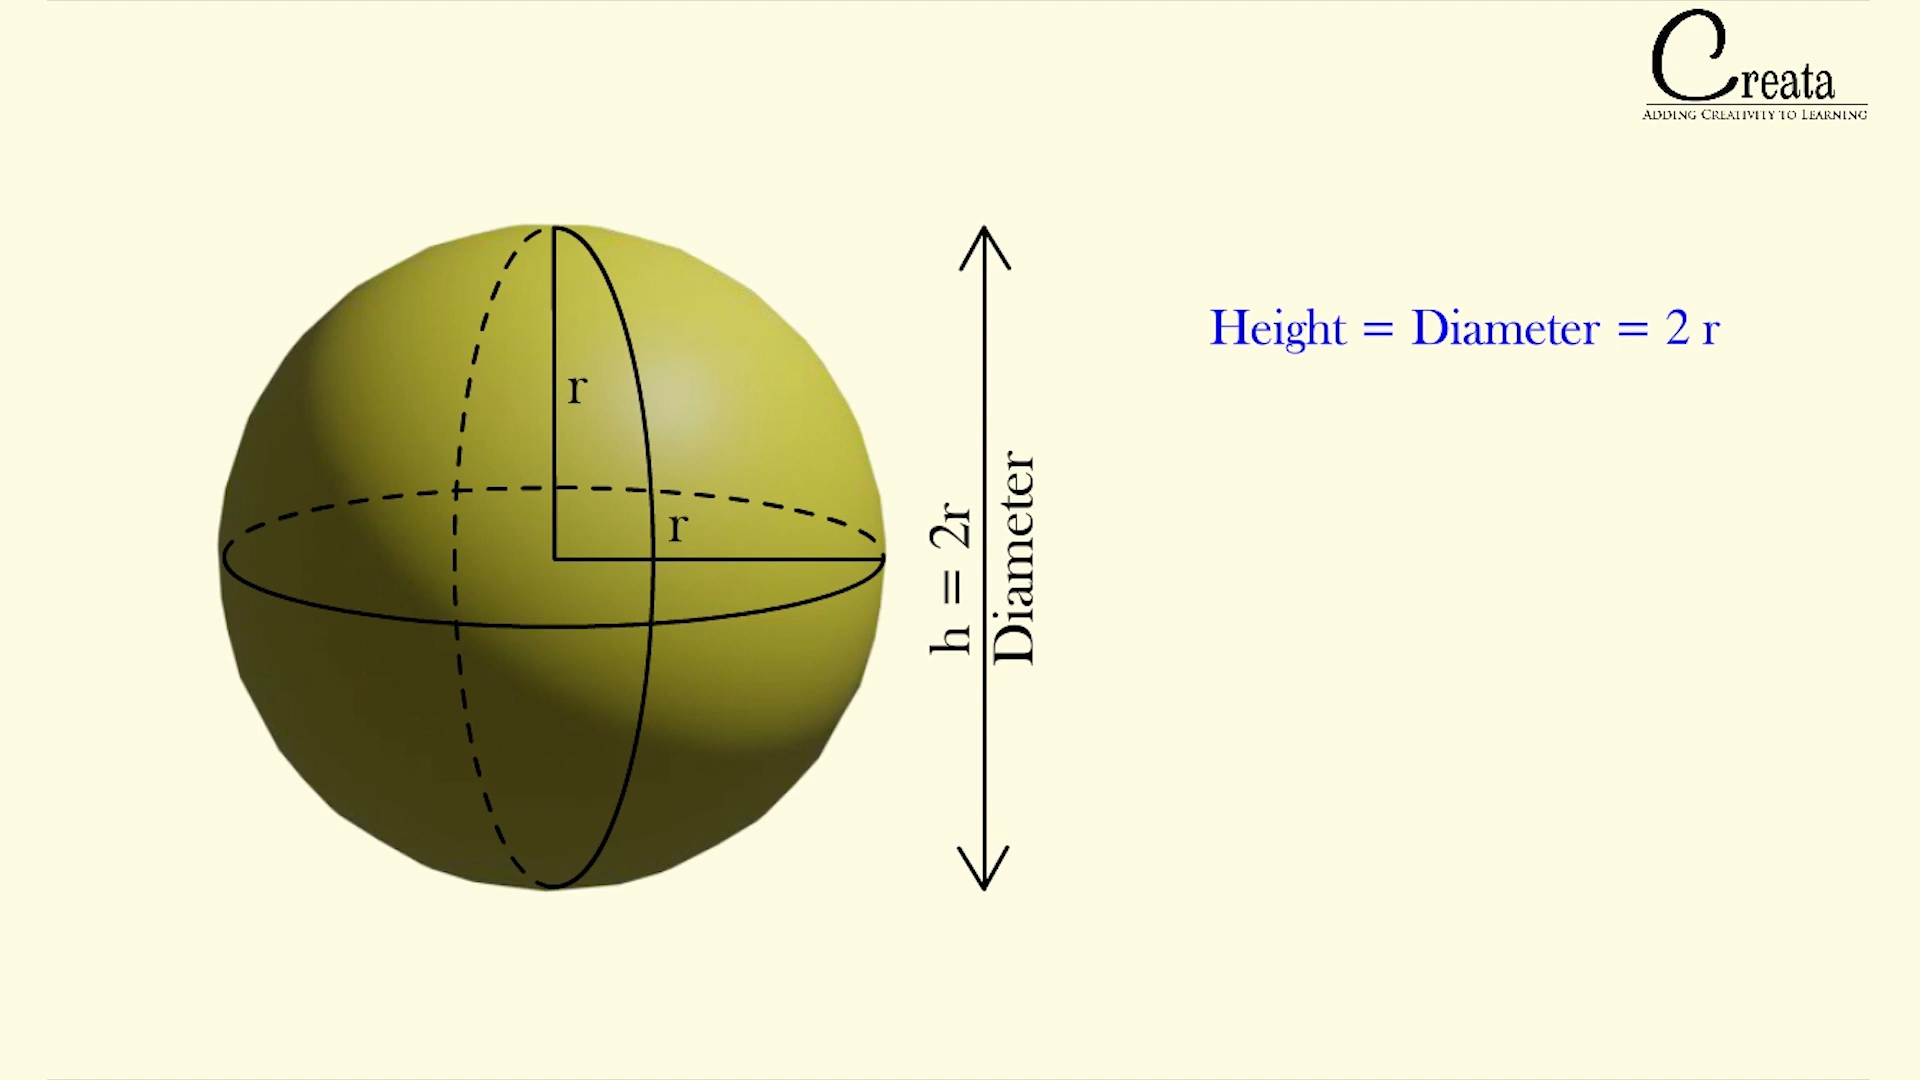 Creata
ADDING CREATIVITY TO LEARNING
Height = Diameter = 2 r
r
r
h = 2r
Diameter